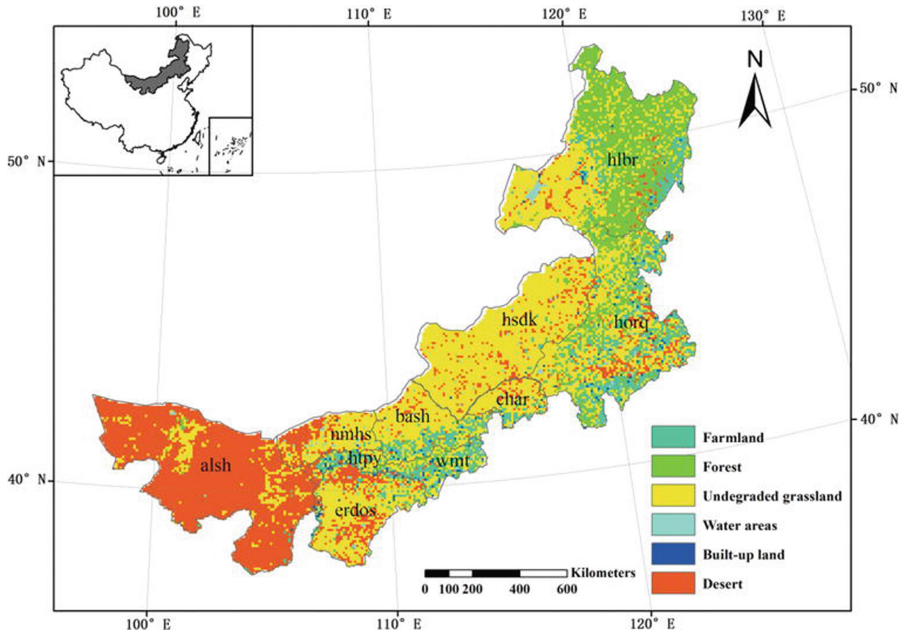 100° E 110° E 120° E 130° E
N
50° N
50° N
hlbr
hsdk
horq
char
bash
nmhs
htpy
wmt
alsh
erdos
40° N
40° N
Farmland
Forest
Undegraded grassland
Water areas
Built-up land
Desert
Kilometers
0 100 200 400 600
100° E 110° E 120° E